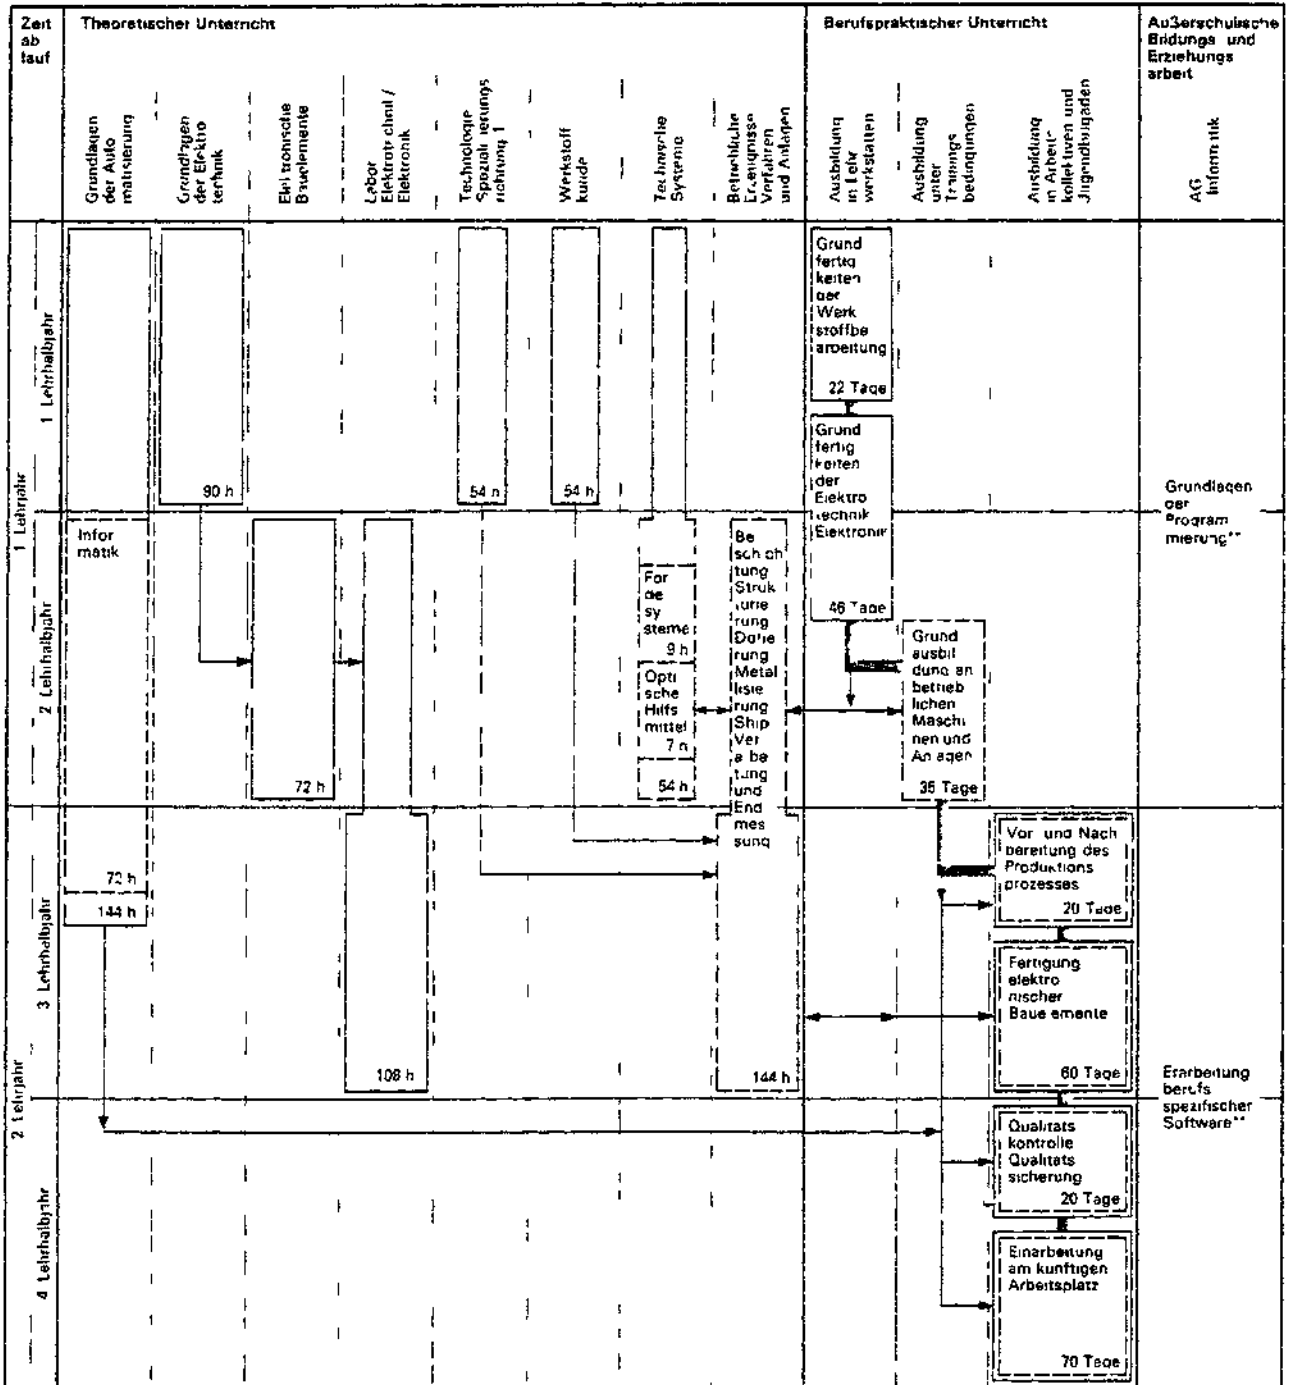 Zeit
ab
lauf
Theoretischer Unterricht
Berufspraktischer Unterricht
Außerschulische
Bildungs und
Erziehungs
arbeit
Grundlagen
der Auto
matisierung
Grundlagen
der Elektro
technik
Elektronische
Bauelemente
Labor
Elektrotechnik /
Elektronik
Technologie
Spezialisierungs
richtung 1
Werkstoff
kunde
Technische
Systeme
Betriebliche
Erzeugnisse
Verfahren
und Anlagen
Ausbildung
in Lehr
werkstätten
Ausbildung
unter
Trainings
bedingungen
Ausbildung
in Arbeits
kollektiven und
Jugendbrigaden
AG
Informatik
1 Lehrjahr
1 Lehrhalbjahr
2 Lehrhalbjahr
2 Lehrjahr
3 Lehrhalbjahr
4 Lehrhalbjahr
90 h
54 h
54 h
Grund
fertig
keiten
der
Werk
stoffbe
arbeitung
22 Tage
Grund
fertig
keiten
der
Elektro
technik
Elektronik
46 Tage
Grundlagen
der
Program
mierung**
Infor
matik
72 h
144 h
72 h
För
de
sy
steme
9 h
Opti
sche
Hilfs
mittel
7 h
54 h
Be
schich
tung
Struk
turie
rung
Dotie
rung
Metal
lisie
rung
Ver
und
End
mes
sung
Grund
ausbil
dung an
betrieb
lichen
Maschi
nen und
Anlagen
35 Tage
108 h
144 h
Vor und Nach
bereitung des
Produktions
prozesses
20 Tage
Fertigung
elektro
nischer
Bauelemente
60 Tage
Erarbeitung
berufs
spezifischer
Software**
Qualitäts
kontrolle
Qualitäts
sicherung
20 Tage
Einarbeitung
am künftigen
Arbeitsplatz
70 Tage